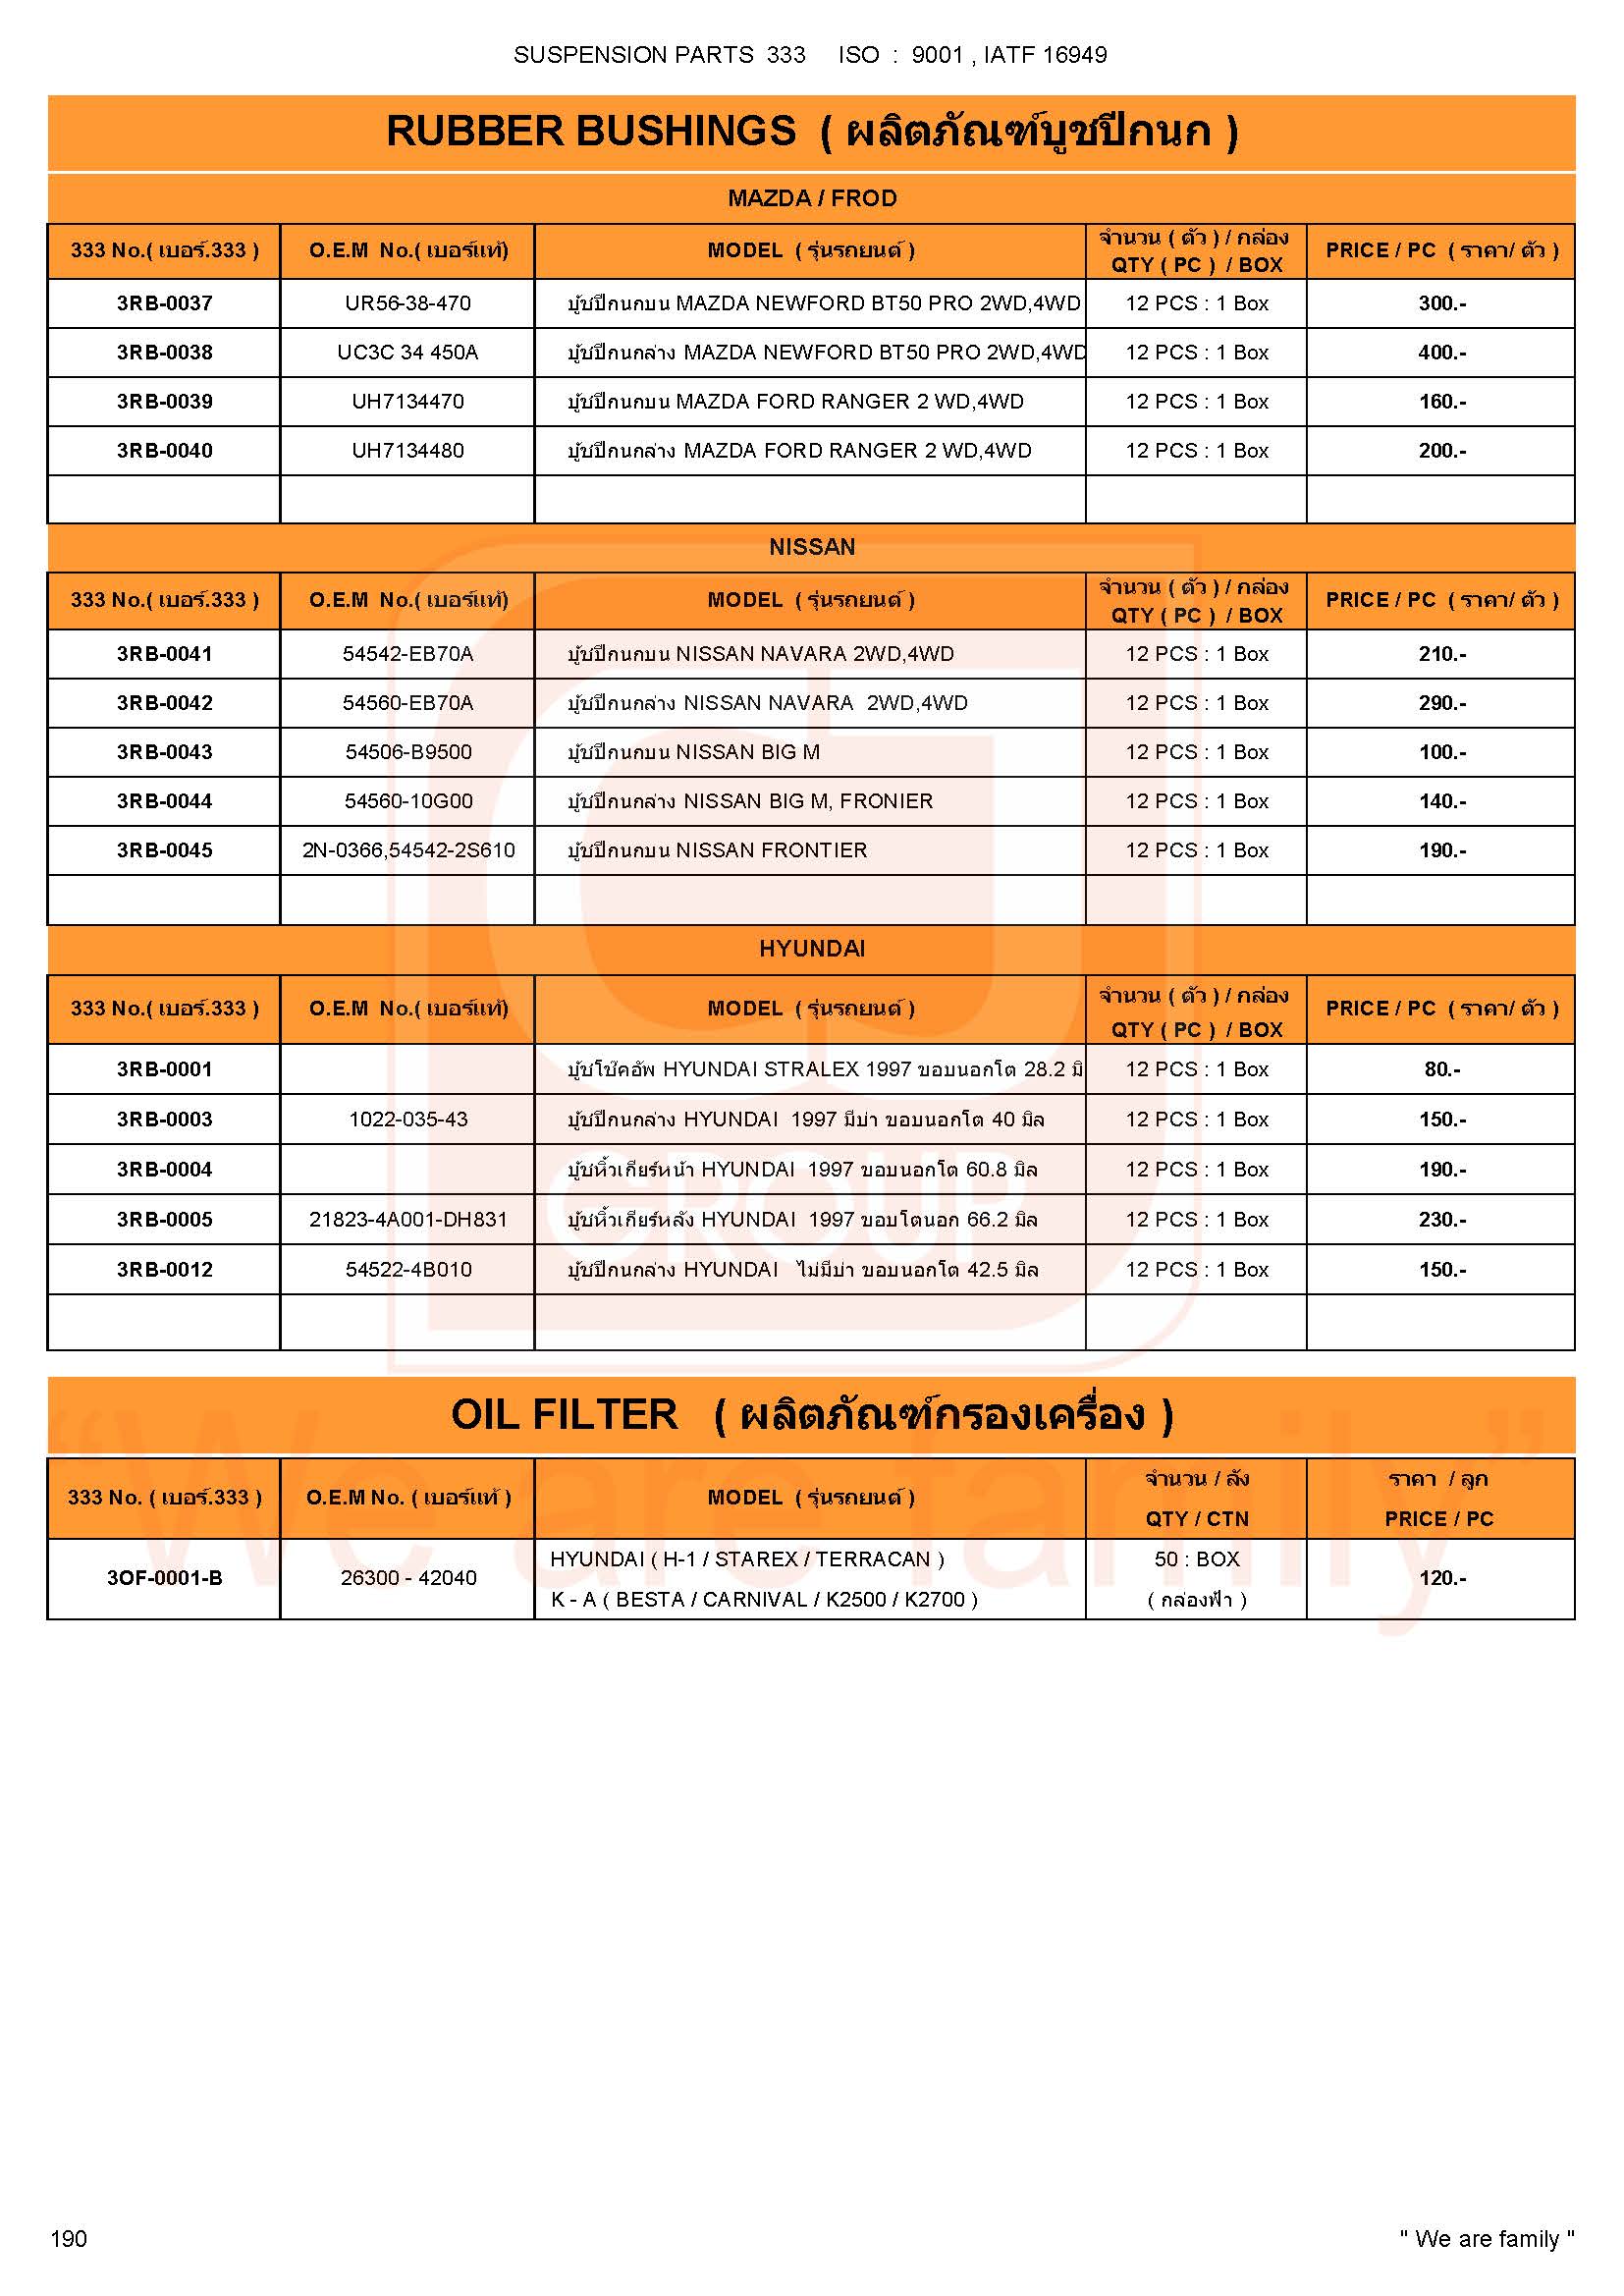 SUSPENSION PARTS 333 ISO : 9001 , IATF 16949
RUBBER BUSHINGS ( ผลิตภัณฑ์บูชปีกนก )
MAZDA / FROD
333 No.( เบอร์.333 ) O.E.M No.( เบอร์แท้) MODEL ( รุ่นรถยนต์ ) จำนวน ( ตัว ) / กล่อง QTY ( PC ) / BOX PRICE / PC ( ราคา/ ตัว )
3RB-0037 UR56-38-470 บู้ชปีกนกบน MAZDA NEWFORD BT50 PRO 2WD,4WD 12 PCS : 1 Box 300.-
3RB-0038 UC3C 34 450A บู้ชปีกนกล่าง MAZDA NEWFORD BT50 PRO 2WD,4WD 12 PCS : 1 Box 400.-
3RB-0039 UH7134470 บู้ชปีกนกบน MAZDA FORD RANGER 2 WD,4WD 12 PCS : 1 Box 160.-
3RB-0040 UH7134480 บู้ชปีกนกล่าง MAZDA FORD RANGER 2 WD,4WD 12 PCS : 1 Box 200.-
NISSAN
333 No.( เบอร์.333 ) O.E.M No.( เบอร์แท้) MODEL ( รุ่นรถยนต์ ) จำนวน ( ตัว ) / กล่อง QTY ( PC ) / BOX PRICE / PC ( ราคา/ ตัว )
3RB-0041 54542-EB70A บู้ชปีกนกบน NISSAN NAVARA 2WD,4WD 12 PCS : 1 Box 210.-
3RB-0042 54560-EB70A บู้ชปีกนกล่าง NISSAN NAVARA 2WD,4WD 12 PCS : 1 Box 290.-
3RB-0043 54506-B9500 บู้ชปีกนกบน NISSAN BIG M 12 PCS : 1 Box 100.-
3RB-0044 54560-10G00 บู้ชปีกนกล่าง NISSAN BIG M, FRONIER 12 PCS : 1 Box 140.-
3RB-0045 2N-0366,54542-2S610 บู้ชปีกนกบน NISSAN FRONTIER 12 PCS : 1 Box 190.-
HYUNDAI
333 No.( เบอร์.333 ) O.E.M No.( เบอร์แท้) MODEL ( รุ่นรถยนต์ ) จำนวน ( ตัว ) / กล่อง QTY ( PC ) / BOX PRICE / PC ( ราคา/ ตัว )
3RB-0001 บู้ชโช๊คอัพ HYUNDAI STRALEX 1997 ขอบนอกโต 28.2 มิ 12 PCS : 1 Box 80.-
3RB-0003 1022-035-43 บู้ชปีกนกล่าง HYUNDAI 1997 มีบ่า ขอบนอกโต 40 มิล 12 PCS : 1 Box 150.-
3RB-0004 บู้ชหิ้วเกียร์หน้า HYUNDAI 1997 ขอบนอกโต 60.8 มิล 12 PCS : 1 Box 190.-
3RB-0005 21823-4A001-DH831 บู้ชหิ้วเกียร์หลัง HYUNDAI 1997 ขอบโตนอก 66.2 มิล 12 PCS : 1 Box 230.-
3RB-0012 54522-4B010 บู้ชปีกนกล่าง HYUNDAI ไม่มีบ่า ขอบนอกโต 42.5 มิล 12 PCS : 1 Box 150.-
GROUP
OIL FILTER ( ผลิตภัณฑ์กรองเครื่อง )
"We are family"
333 No. ( เบอร์.333 ) O.E.M No. ( เบอร์แท้ ) MODEL ( รุ่นรถยนต์ ) จำนวน / ลัง QTY / CTN ราคา / ลูก PRICE / PC
3OF-0001-B 26300 - 42040 HYUNDAI ( H-1 / STAREX / TERRACAN ) 50 : BOX 120.-
K - A ( BESTA / CARNIVAL / K2500 / K2700 ) ( กล่องฟ้า )
190 " We are family "